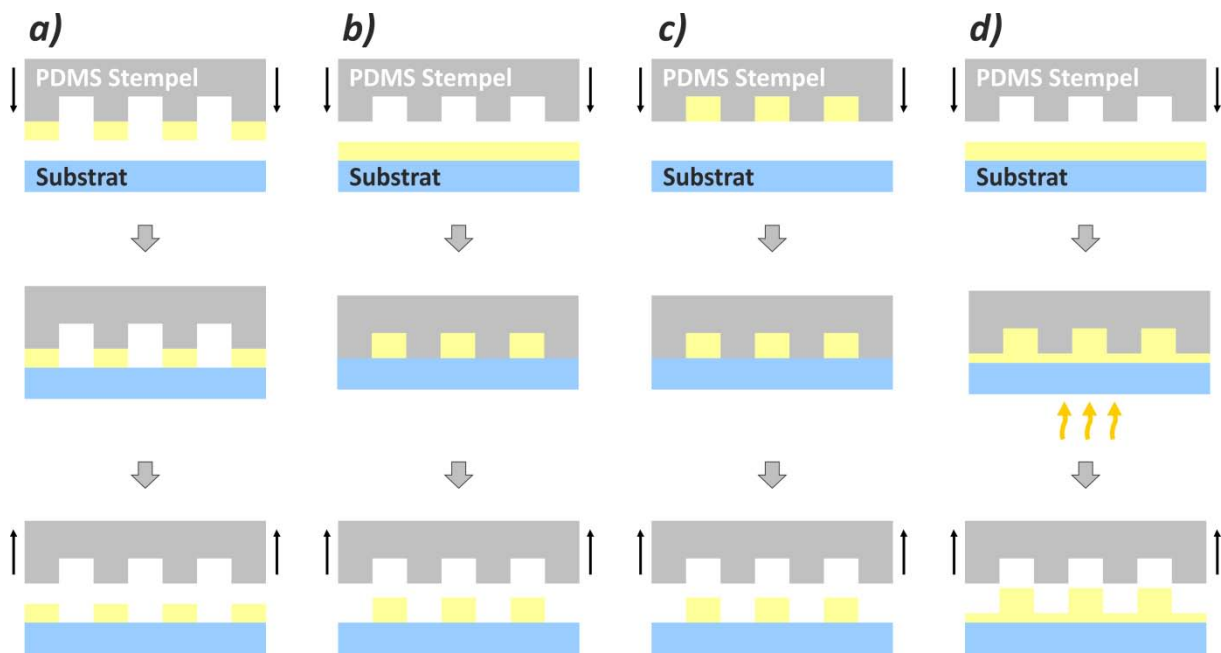 a)
b)
c)
d)
PDMS Stempel
PDMS Stempel
PDMS Stempel
PDMS Stempel
Substrat
Substrat
Substrat
Substrat